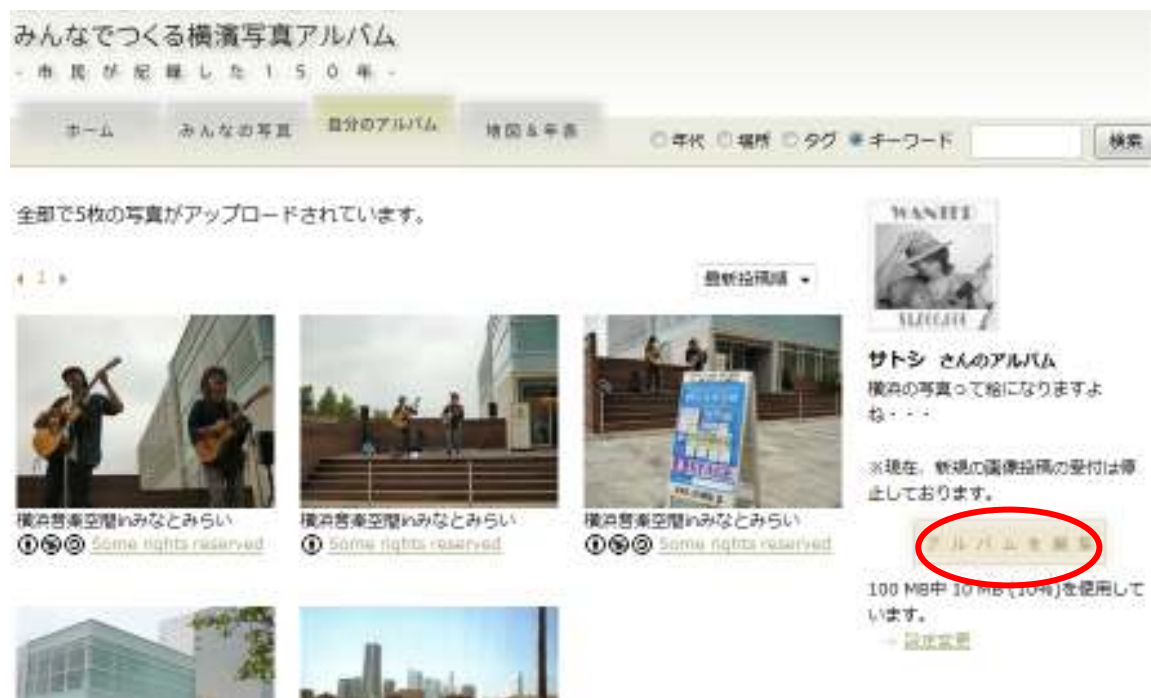 みんなでつくる横濱写真アルバム
- 市民が記録した150年 -
ホーム
みんなの写真
自分のアルバム
地図&年表
年代 場所 タグ キーワード
検索
全部で5枚の写真がアップロードされています。
1
最新投稿順
WANTED
サトシ さんのアルバム
横浜の写真って絵になりますよ
ね・・・
※現在、新規の画像投稿の受付は停
止しております。
アルバムを編集
100 MB中 10 MB (10%)を使用して
います。
設定変更
横浜音楽空間inみなとみらい
Some rights reserved
横浜音楽空間inみなとみらい
Some rights reserved
横浜音楽空間inみなとみらい
Some rights reserved